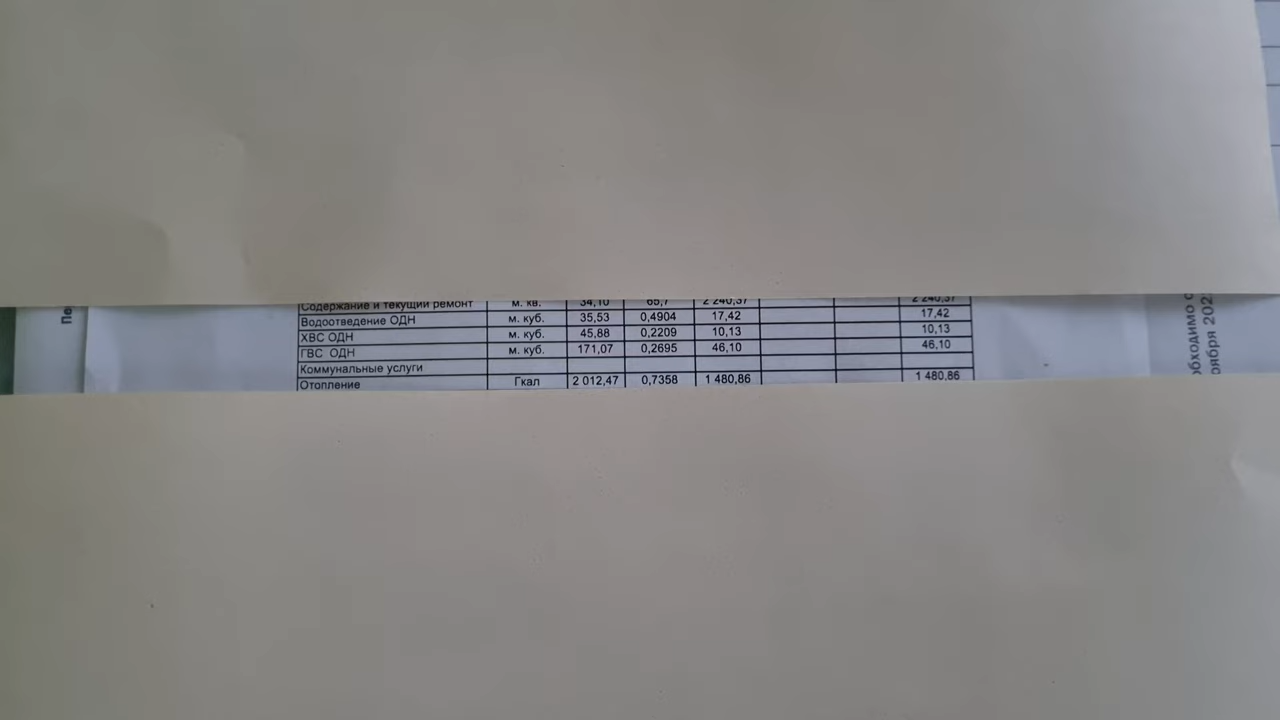 Содержание и текущий ремонт м. кв. 34,10 65,7 2 240,37 2 240,37
Водоотведение ОДН м. куб. 35,53 0,4904 17,42 17,42
ХВС ОДН м. куб. 45,88 0,2209 10,13 10,13
ГВС ОДН м. куб. 171,07 0,2695 46,10 46,10
Коммунальные услуги
Отопление Гкал 2 012,47 0,7358 1 480,86 1 480,86